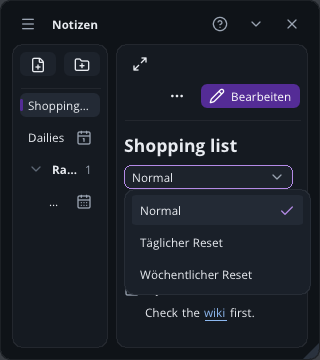 Notizen
Shopping...
Dailies
Ra... 1
...
Bearbeiten
Shopping list
Normal
Normal
Täglicher Reset
Wöchentlicher Reset
Check the wiki first.